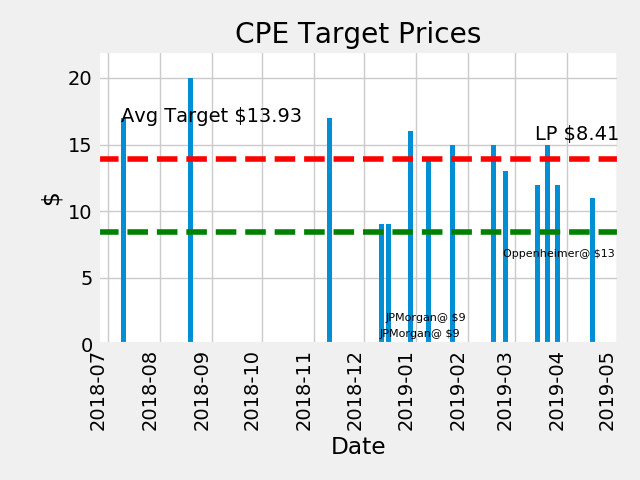 CPE Target Prices
20
Avg Target $13.93
LP $8.41
15
$
10
Oppenheimer@ $13
5
JPMorgan@ $9
JPMorgan@ $9
0
2018-07
2018-08
2018-09
2018-10
2018-11
2018-12
2019-01
2019-02
2019-03
2019-04
2019-05
Date